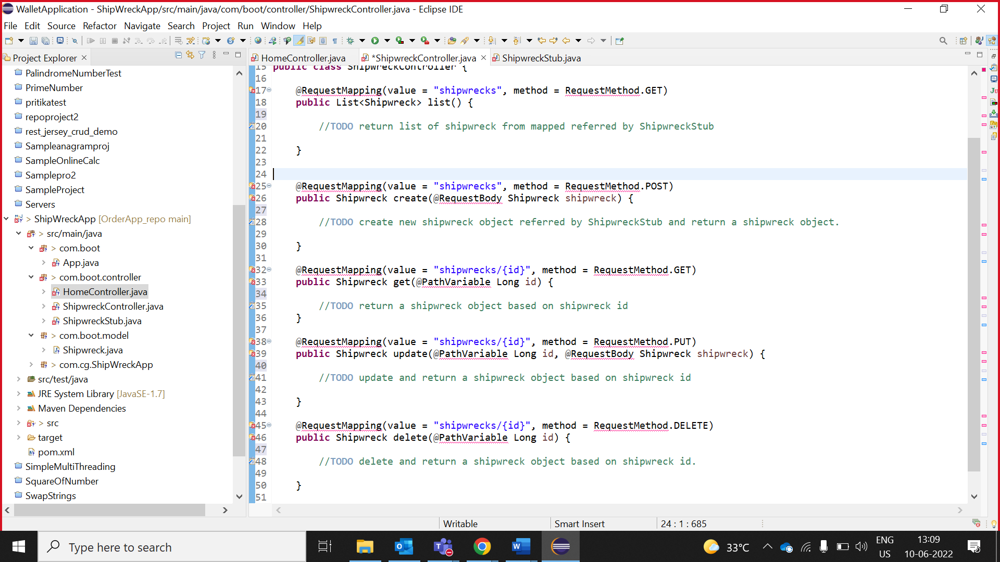 WalletApplication - ShipWreckApp/src/main/java/com/boot/controller/ShipwreckController.java - Eclipse IDE
File Edit Source Refactor Navigate Search Project Run Window Help
Project Explorer
PalindromeNumberTest
PrimeNumber
pritikatest
repoproject2
rest_jersey_crud_demo
Sampleanagramproj
SampleOnlineCalc
Samplepro2
SampleProject
Servers
> ShipWreckApp [OrderApp_repo main]
> src/main/java
> com.boot
App.java
> com.boot.controller
HomeController.java
ShipwreckController.java
ShipwreckStub.java
> com.boot.model
Shipwreck.java
> com.cg.ShipWreckApp
src/test/java
JRE System Library [JavaSE-1.7]
Maven Dependencies
> src
target
pom.xml
SimpleMultiThreading
SquareOfNumber
SwapStrings
HomeController.java *ShipwreckController.java ShipwreckStub.java
15 public class ShipwreckController {
16
17 @RequestMapping(value = "shipwrecks", method = RequestMethod.GET)
18 public List<Shipwreck> list() {
19
20 //TODO return list of shipwreck from mapped referred by ShipwreckStub
21
22 }
23
24
25 @RequestMapping(value = "shipwrecks", method = RequestMethod.POST)
26 public Shipwreck create(@RequestBody Shipwreck shipwreck) {
27
28 //TODO create new shipwreck object referred by ShipwreckStub and return a shipwreck object.
29
30 }
31
32 @RequestMapping(value = "shipwrecks/{id}", method = RequestMethod.GET)
33 public Shipwreck get(@PathVariable Long id) {
34
35 //TODO return a shipwreck object based on shipwreck id
36 }
37
38 @RequestMapping(value = "shipwrecks/{id}", method = RequestMethod.PUT)
39 public Shipwreck update(@PathVariable Long id, @RequestBody Shipwreck shipwreck) {
40
41 //TODO update and return a shipwreck object based on shipwreck id
42
43 }
44
45 @RequestMapping(value = "shipwrecks/{id}", method = RequestMethod.DELETE)
46 public Shipwreck delete(@PathVariable Long id) {
47
48 //TODO delete and return a shipwreck object based on shipwreck id.
49
50 }
51
Writable Smart Insert 24 : 1 : 685
Type here to search
33°C
ENG
US
13:09
10-06-2022